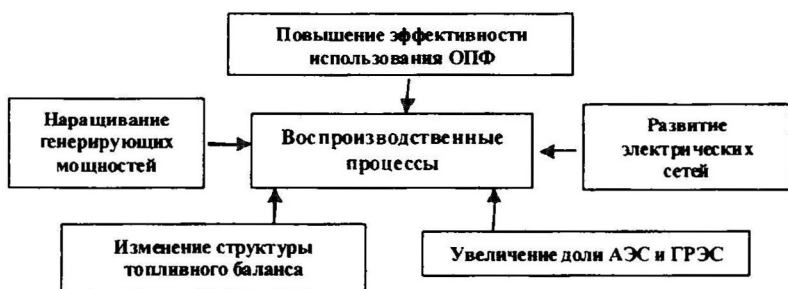 Повышение эффективности
использования ОПФ
Наращивание
генерирующих
мощностей
Воспроизводственные
процессы
Развитие
электрических
сетей
Изменение структуры
топливного баланса
Увеличение доли АЭС и ГРЭС